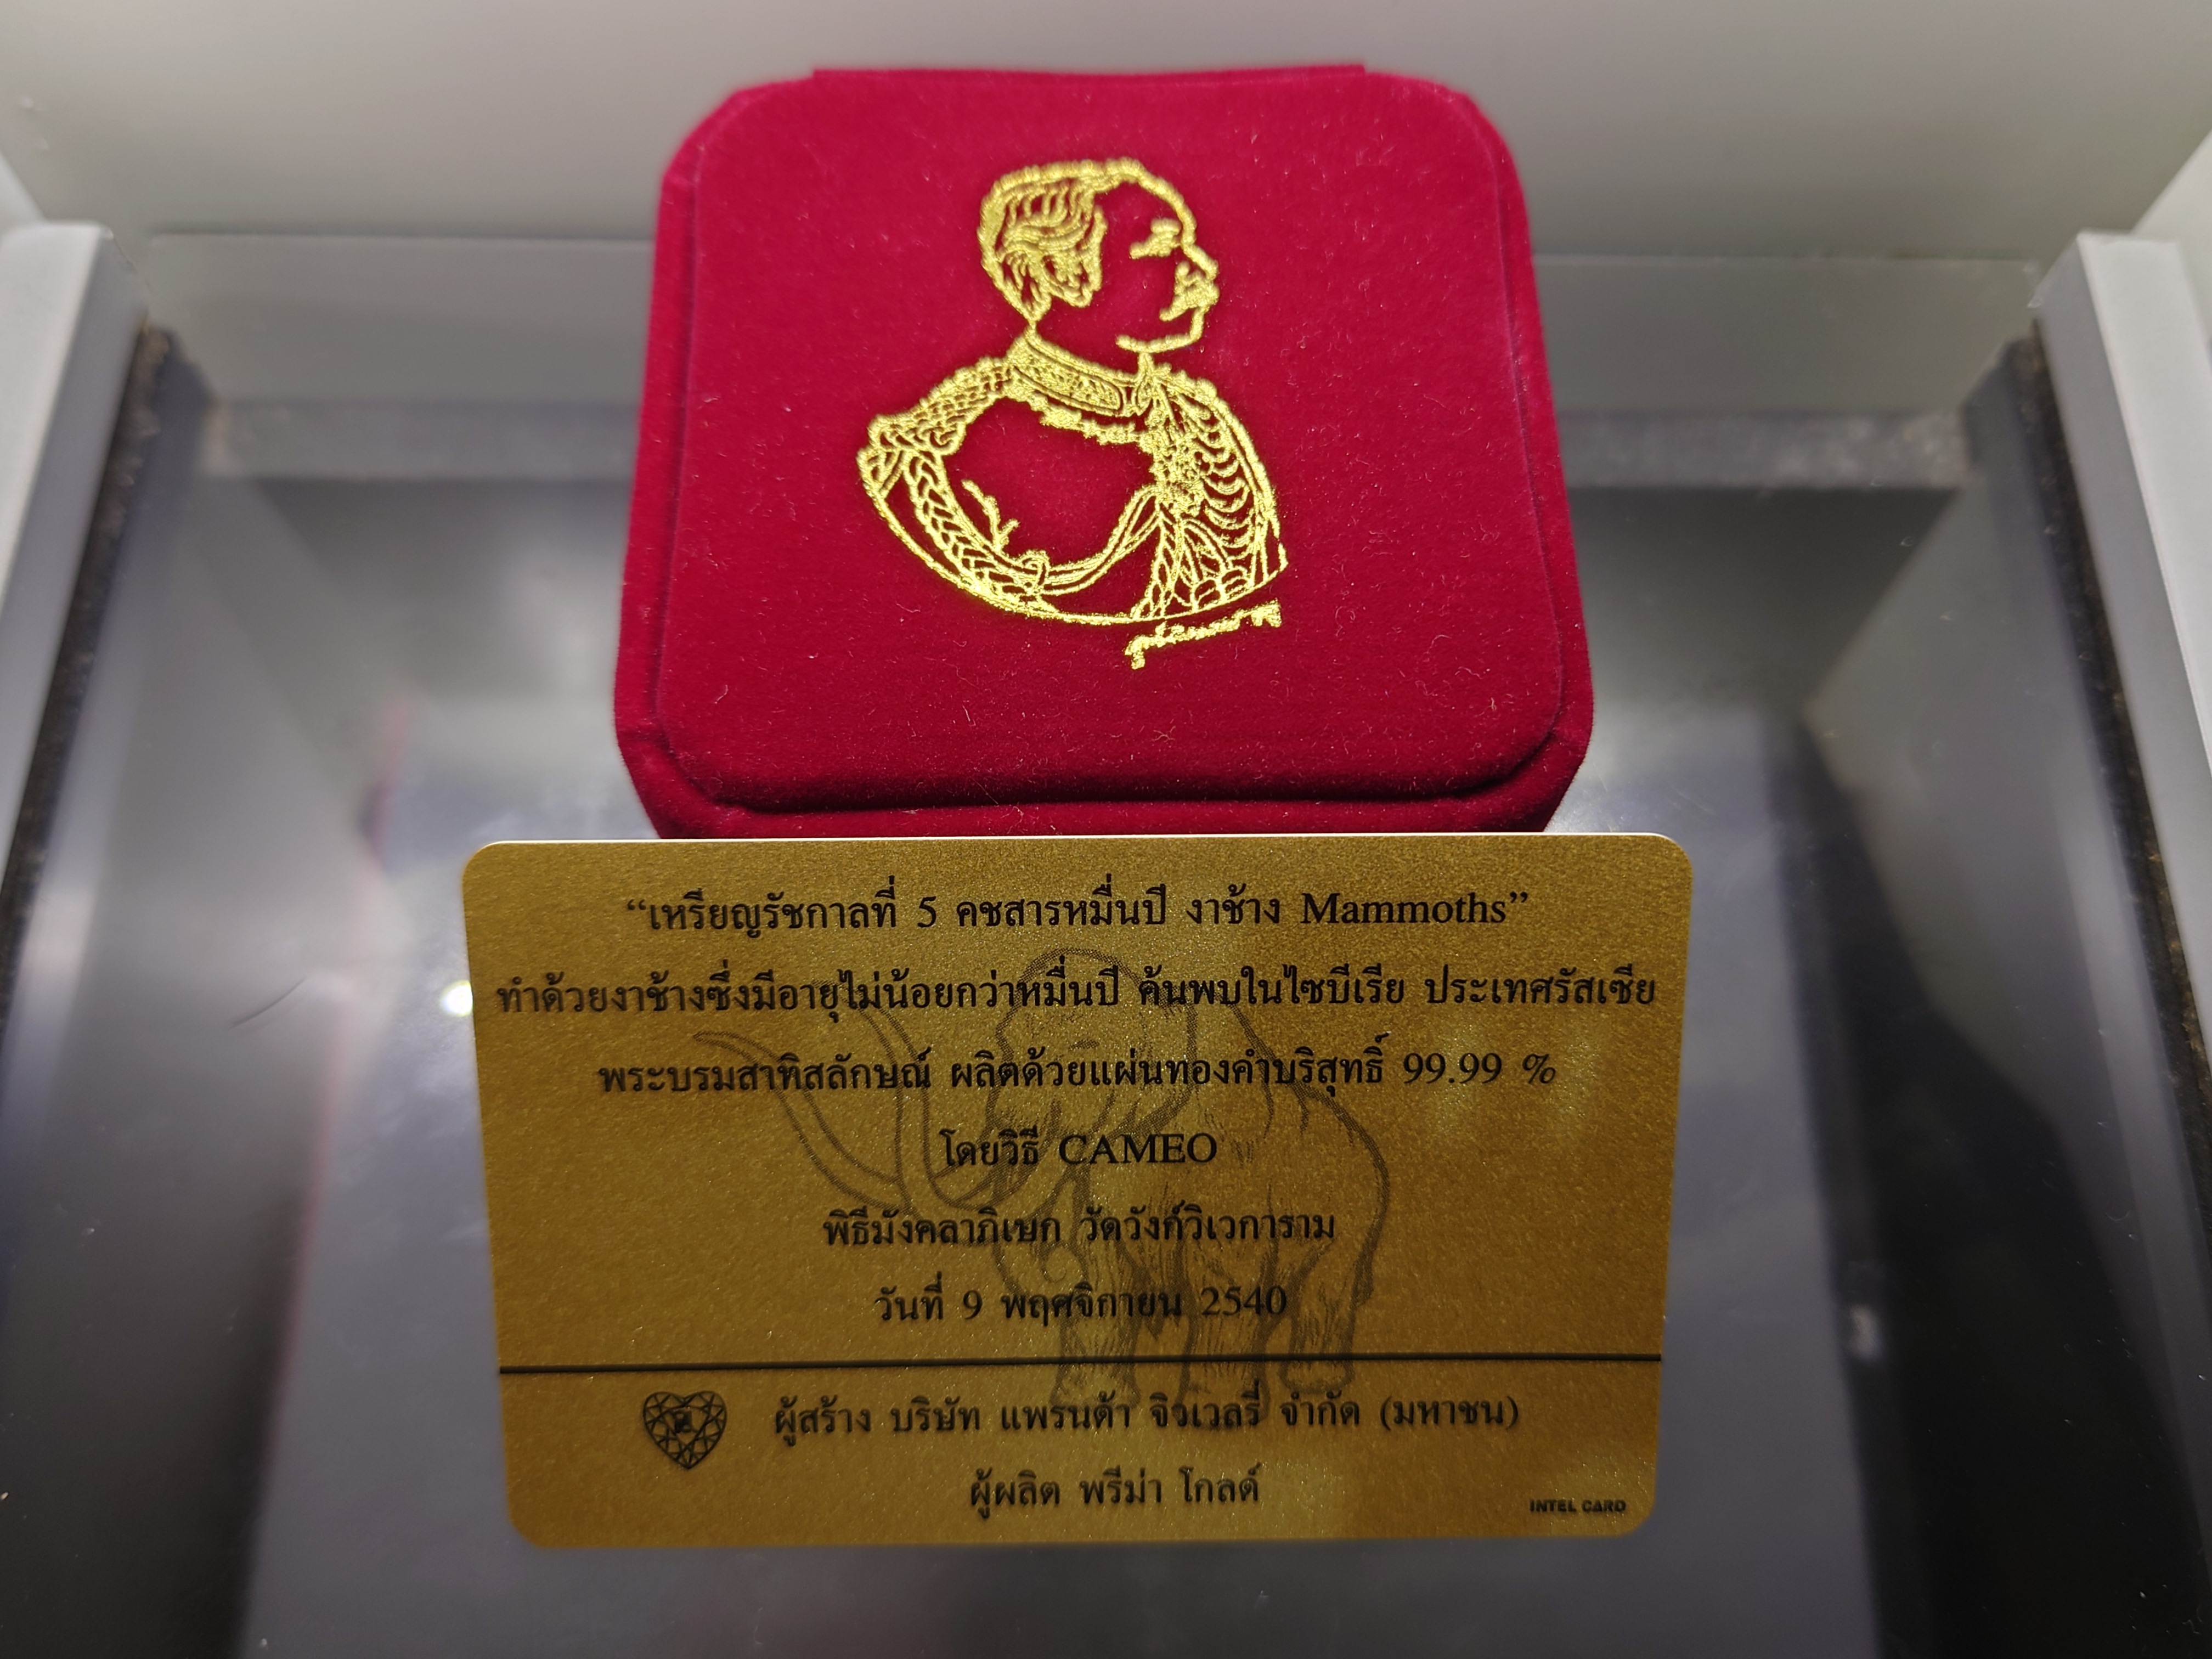 “เหรียญรัชกาลที่ 5 คชสารหมื่นปี งาช้าง Mammoths”
ทำด้วยงาช้างซึ่งมีอายุไม่น้อยกว่าหมื่นปี ค้นพบในไซบีเรีย ประเทศรัสเซีย
พระบรมสาทิสลักษณ์ ผลิตด้วยแผ่นทองคำบริสุทธิ์ 99.99 %
โดยวิธี CAMEO
พิธีมังคลาภิเษก วัดวังก์วิเวการาม
วันที่ 9 พฤศจิกายน 2540
ผู้สร้าง บริษัท แพรนด้า จิวเวลรี่ จำกัด (มหาชน)
ผู้ผลิต พรีม่า โกลด์
INTEL CARD